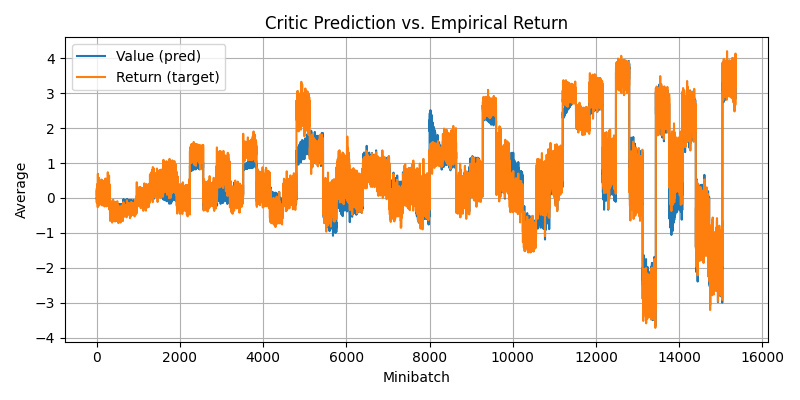 Critic Prediction vs. Empirical Return
Value (pred)
Return (target)
Average
4
3
2
1
0
−1
−2
−3
−4
0 2000 4000 6000 8000 10000 12000 14000 16000
Minibatch